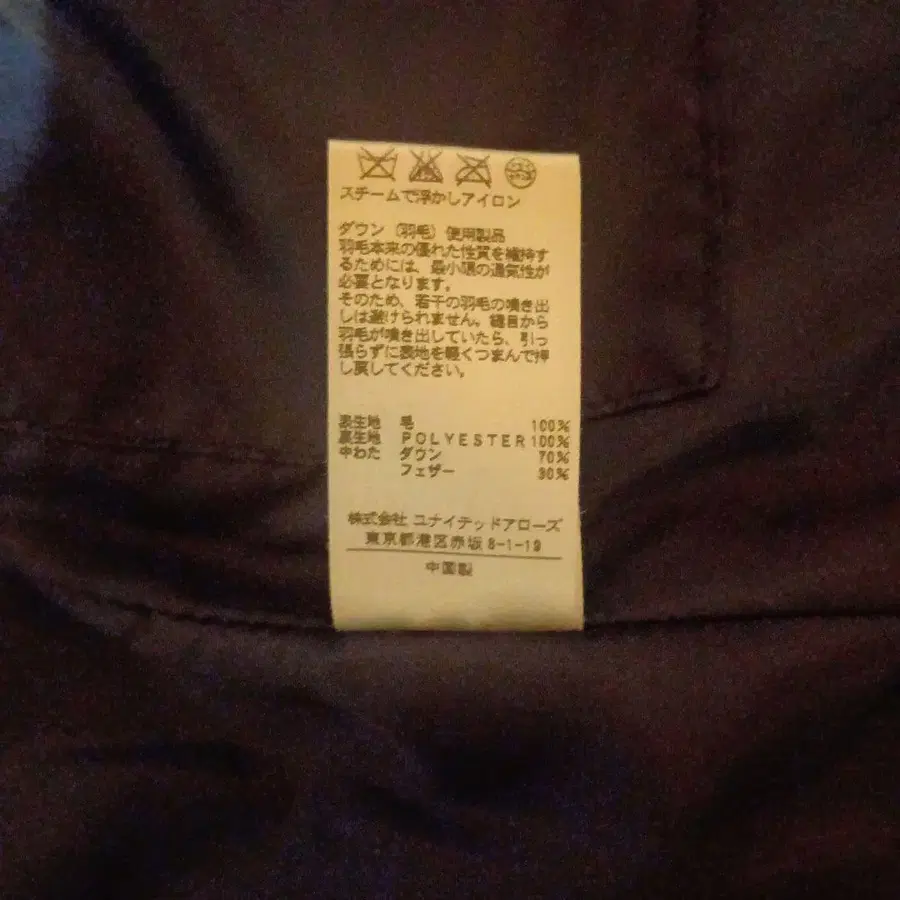 スチームで浮かしアイロン
ダウン（羽毛）使用製品
羽毛本来の優れた性質を維持す
るためには、最小限の通気性が
必要となります。
そのため、若干の羽毛の噴き出
しは避けられません。縫目から
羽毛が噴き出していたら、引っ
張らずに表地を軽くつまんで押
し戻してください。
表生地 毛 100%
裏生地 POLYESTER 100%
中わた ダウン 70%
フェザー 30%
株式会社 ユナイテッドアローズ
東京都港区赤坂 8-1-19
中国製